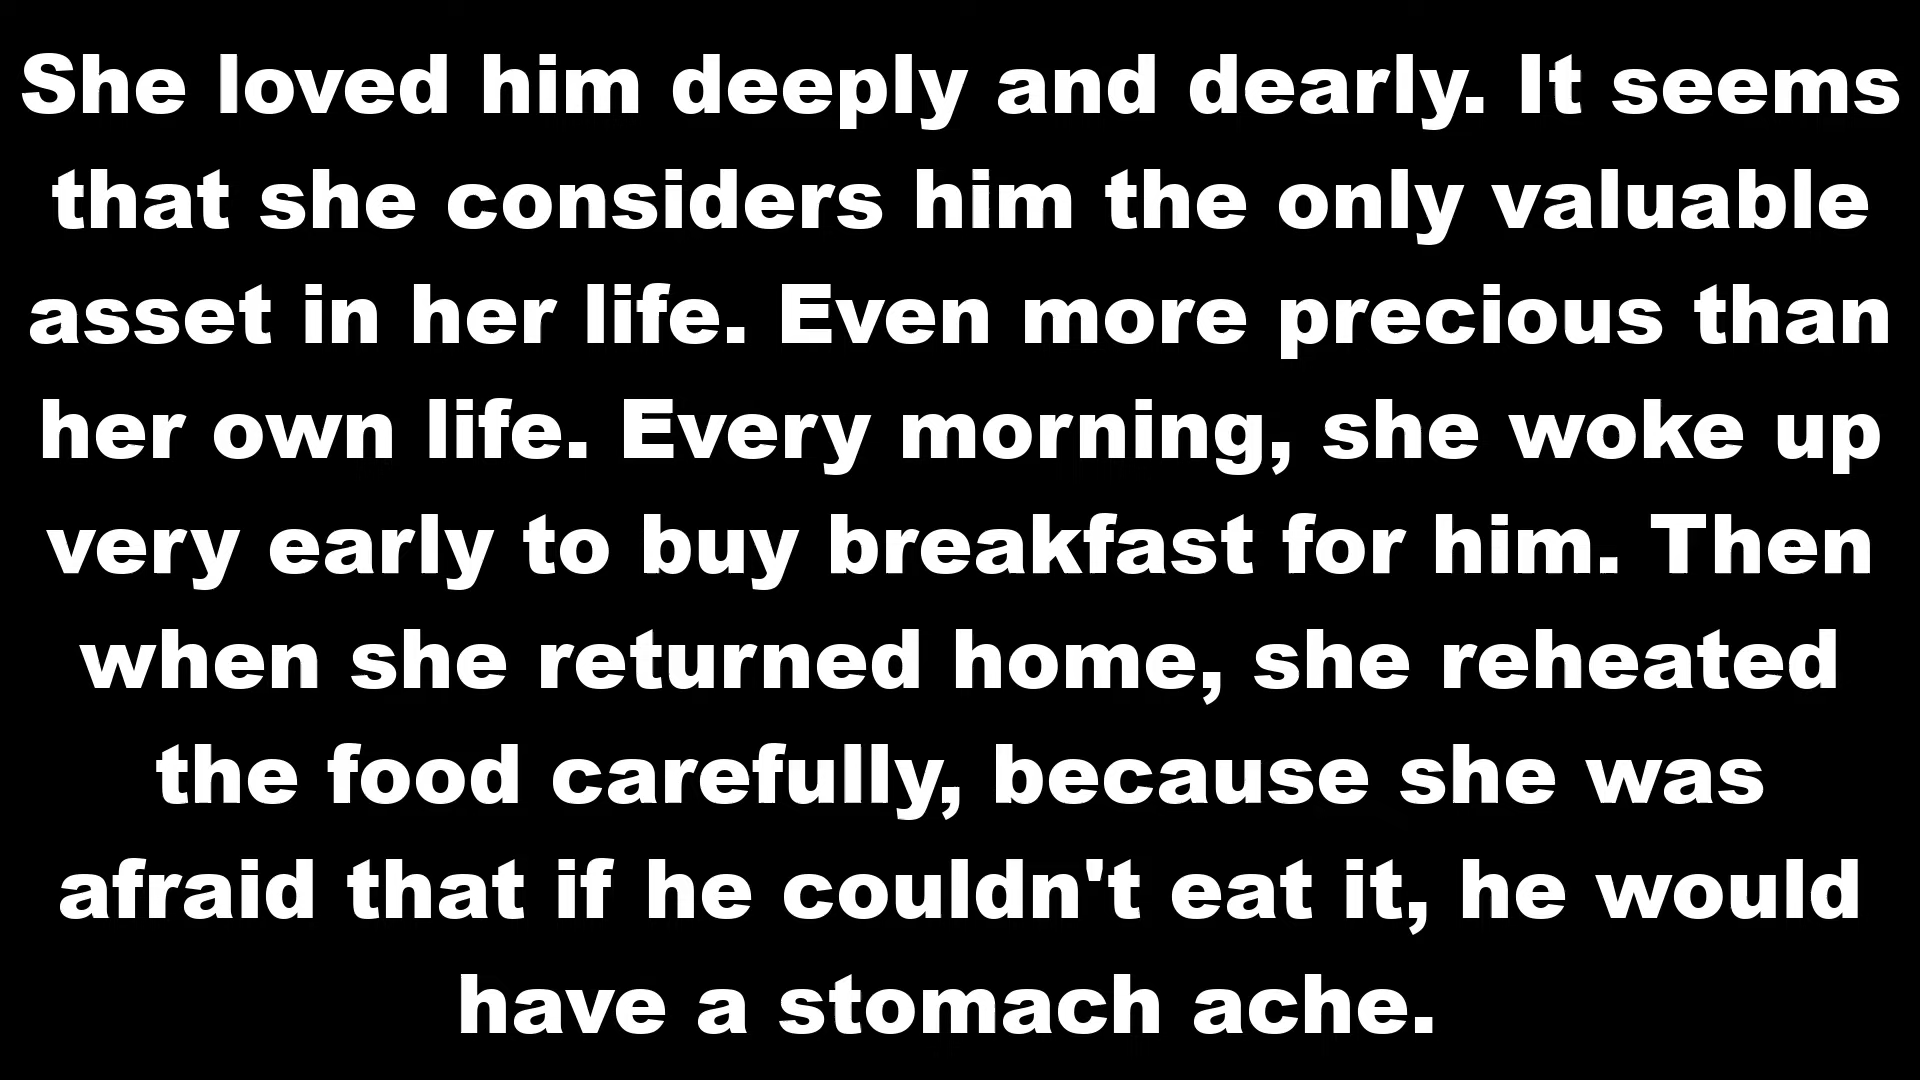 She loved him deeply and dearly. It seems
that she considers him the only valuable
asset in her life. Even more precious than
her own life. Every morning, she woke up
very early to buy breakfast for him. Then
when she returned home, she reheated
the food carefully, because she was
afraid that if he couldn't eat it, he would
have a stomach ache.